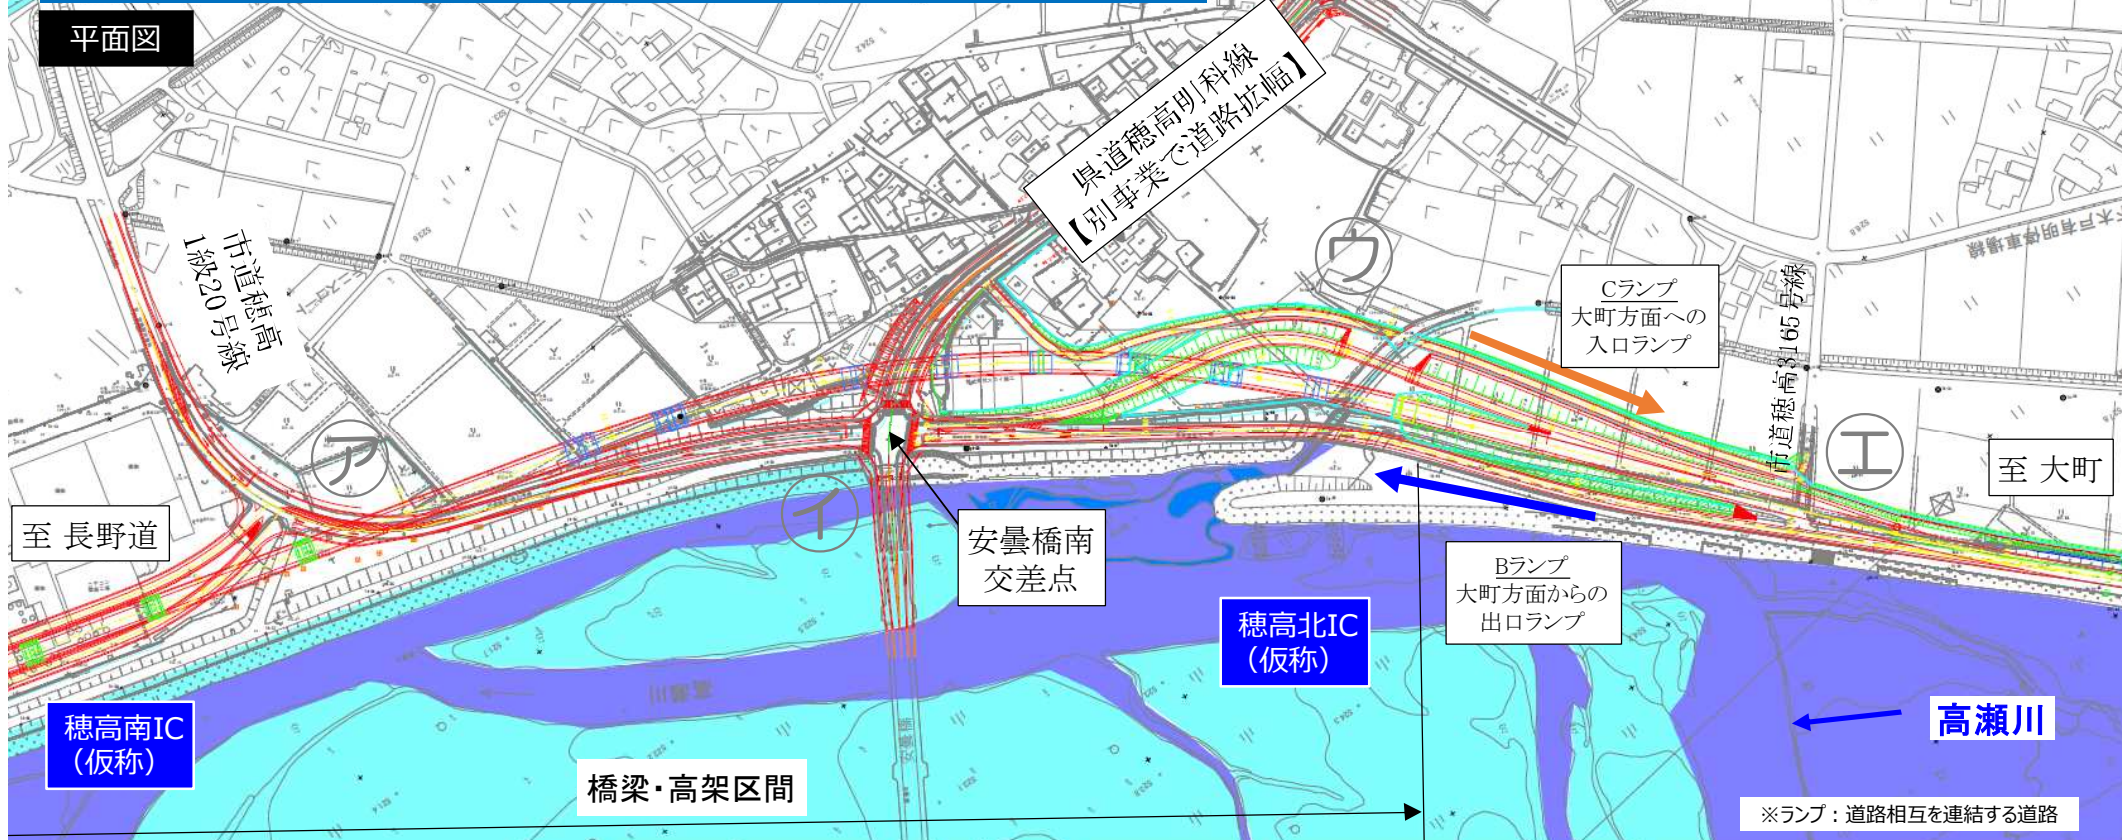 平面図
県道穂高明科線
【別事業で道路拡幅】
市道穂高
1級20号線
ア
イ
ウ
エ
Cランプ
大町方面への
入口ランプ
市道穂高3165号線
至 大町
至 長野道
安曇橋南
交差点
Bランプ
大町方面からの
出口ランプ
穂高北IC
（仮称）
穂高南IC
（仮称）
高瀬川
高瀬川
安曇橋
橋梁・高架区間
※ランプ：道路相互を連結する道路